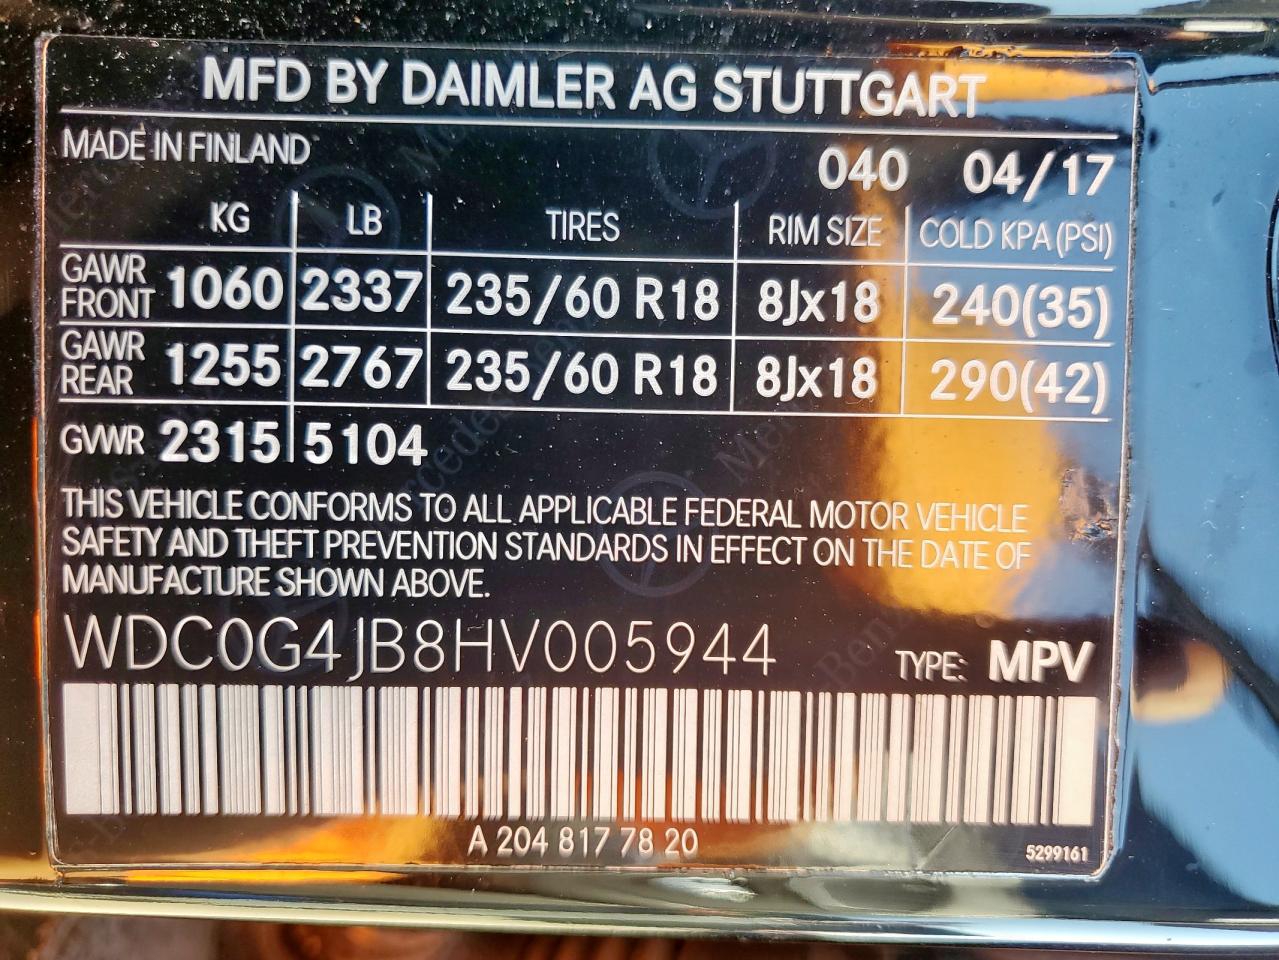 MFD BY DAIMLER AG STUTTGART
MADE IN FINLAND
040 04/17
KG LB TIRES RIM SIZE COLD KPA (PSI)
GAWR FRONT 1060 2337 235/60 R18 8Jx18 240(35)
GAWR REAR 1255 2767 235/60 R18 8Jx18 290(42)
GVWR 2315 5104
THIS VEHICLE CONFORMS TO ALL APPLICABLE FEDERAL MOTOR VEHICLE
SAFETY AND THEFT PREVENTION STANDARDS IN EFFECT ON THE DATE OF
MANUFACTURE SHOWN ABOVE.
WDC0G4JB8HV005944 TYPE: MPV
A 204 817 78 20
5299161